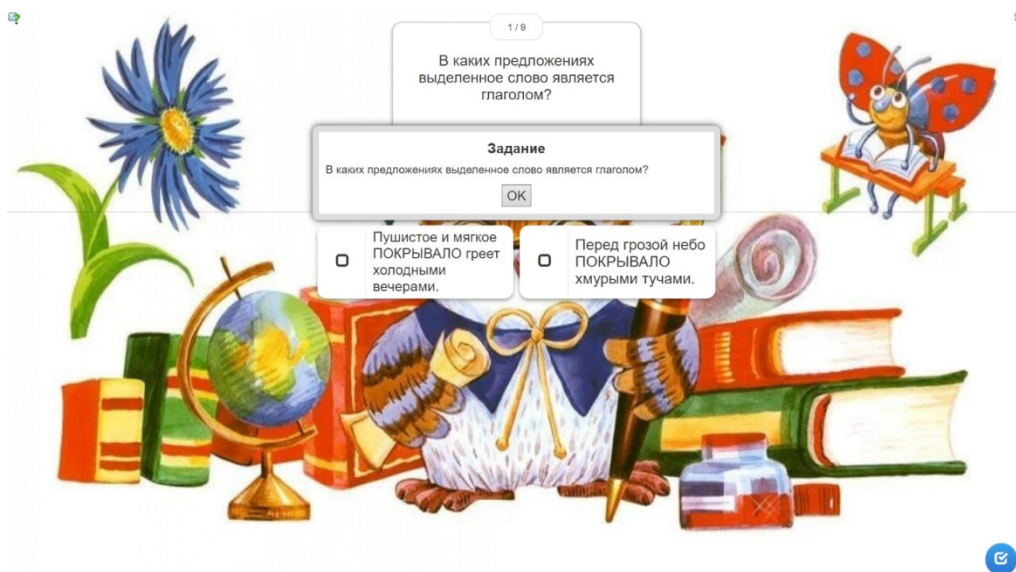 1 / 9
В каких предложениях
выделенное слово является
глаголом?
Задание
В каких предложениях выделенное слово является глаголом?
OK
Пушистое и мягкое
ПОКРЫВАЛО греет
холодными
вечерами.
Перед грозой небо
ПОКРЫВАЛО
хмурыми тучами.